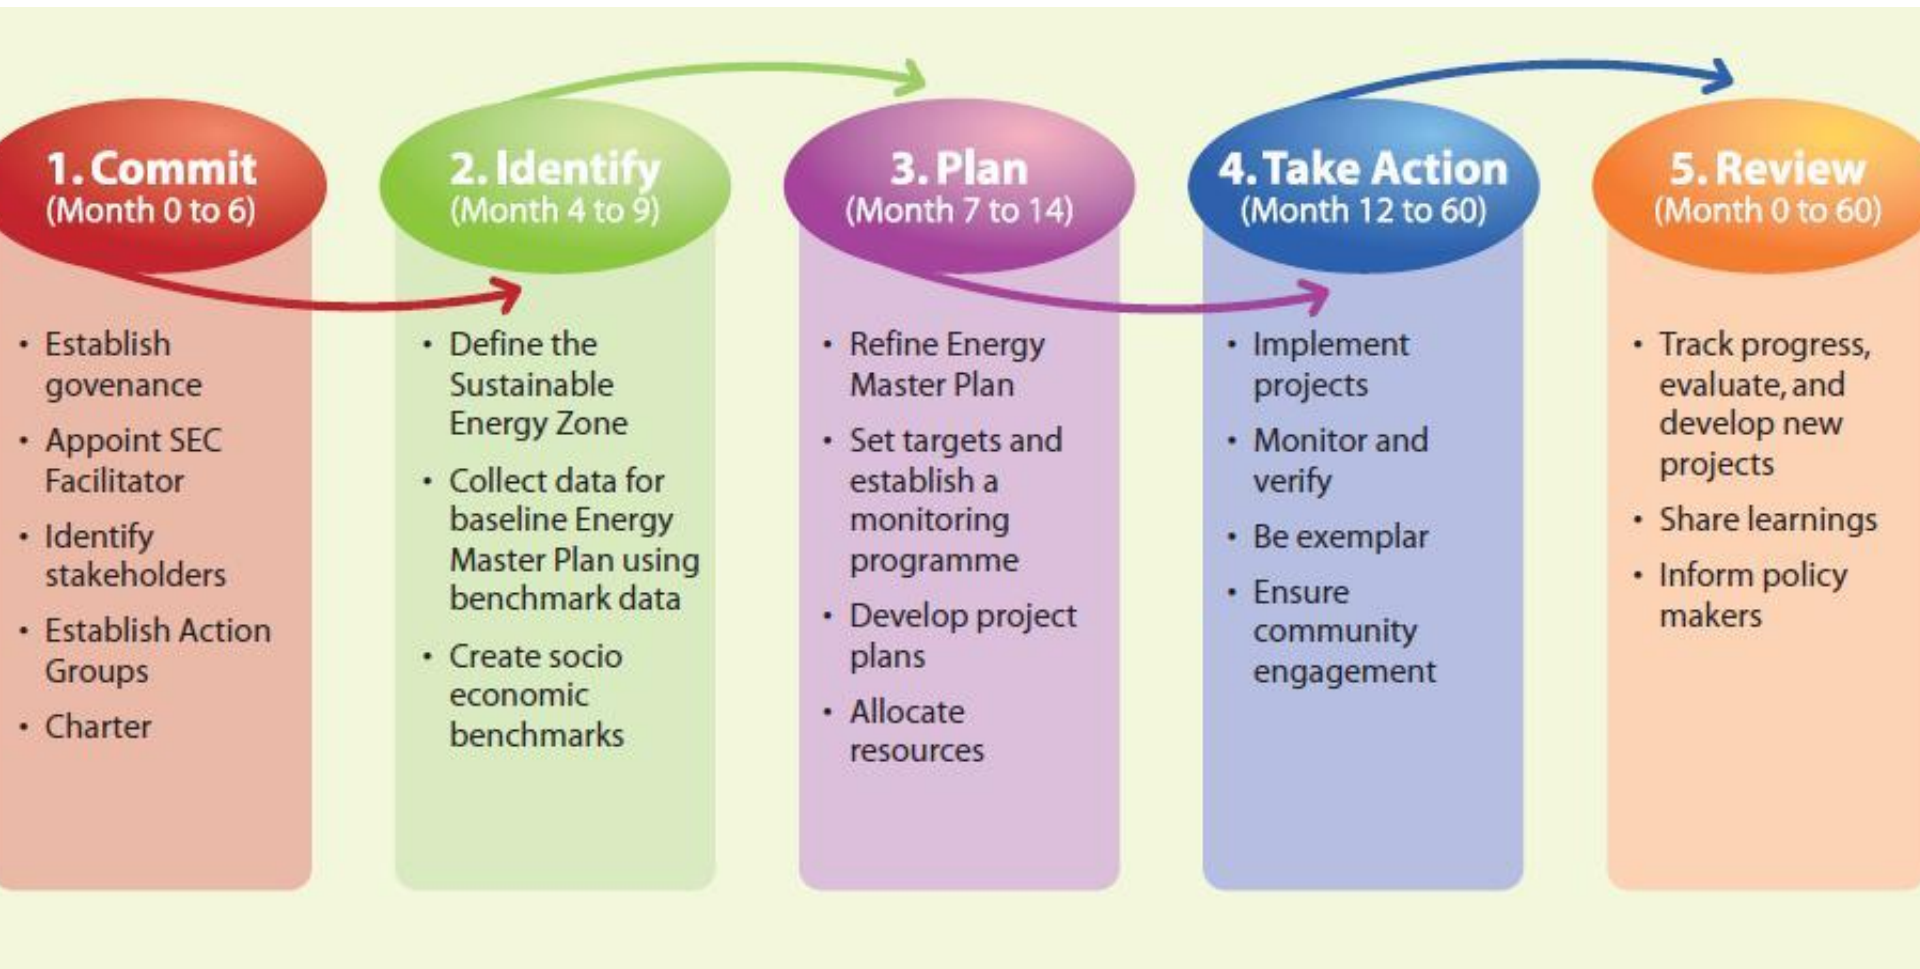 1. Commit
(Month 0 to 6)
• Establish
govenance
• Appoint SEC
Facilitator
• Identify
stakeholders
• Establish Action
Groups
• Charter
2. Identify
(Month 4 to 9)
• Define the
Sustainable
Energy Zone
• Collect data for
baseline Energy
Master Plan using
benchmark data
• Create socio
economic
benchmarks
3. Plan
(Month 7 to 14)
• Refine Energy
Master Plan
• Set targets and
establish a
monitoring
programme
• Develop project
plans
• Allocate
resources
4. Take Action
(Month 12 to 60)
• Implement
projects
• Monitor and
verify
• Be exemplar
• Ensure
community
engagement
5. Review
(Month 0 to 60)
• Track progress,
evaluate, and
develop new
projects
• Share learnings
• Inform policy
makers